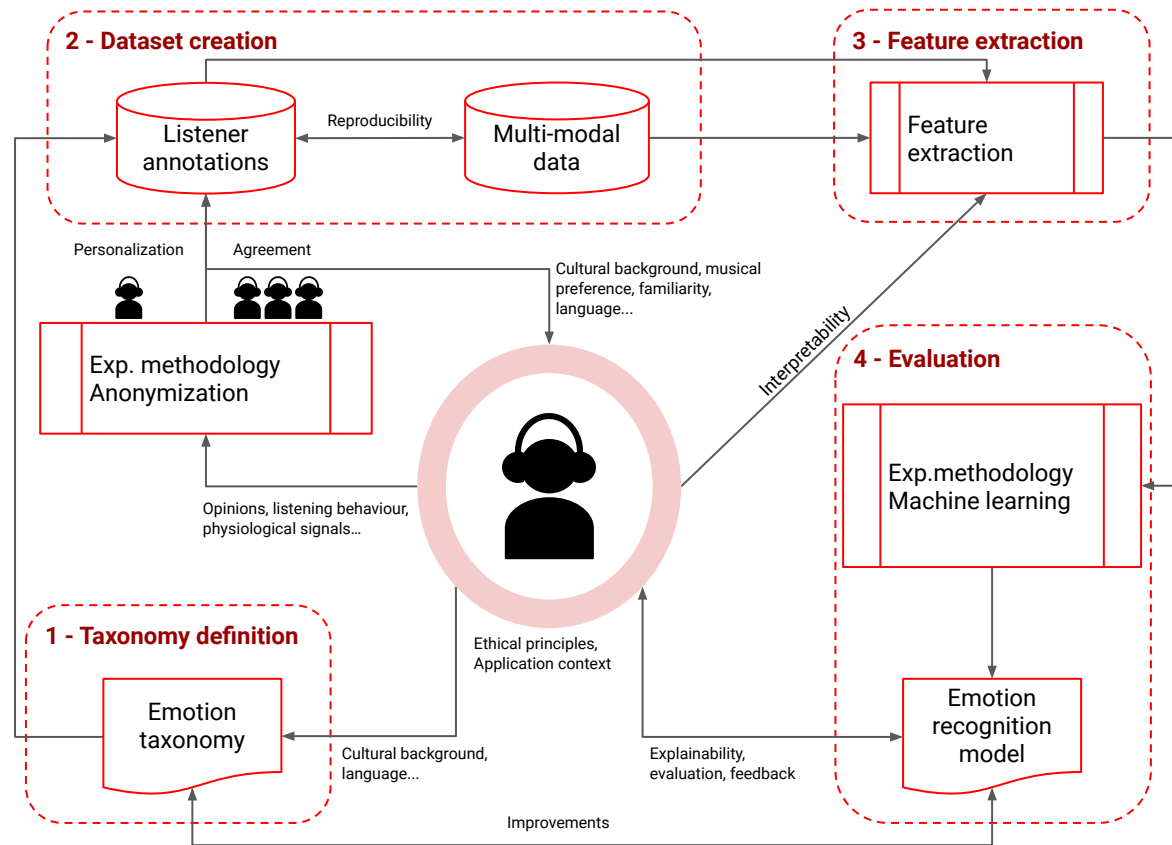 2 - Dataset creation
3 - Feature extraction
Listener
annotations
Reproducibility
Multi-modal
data
Feature
extraction
Personalization
Agreement
Cultural background, musical
preference, familiarity,
language...
Exp. methodology
Anonymization
Interpretability
4 - Evaluation
Exp.methodology
Machine learning
Opinions, listening behaviour,
physiological signals…
1 - Taxonomy definition
Ethical principles,
Application context
Emotion
taxonomy
Emotion
recognition
model
Cultural background,
language...
Explainability,
evaluation, feedback
Improvements